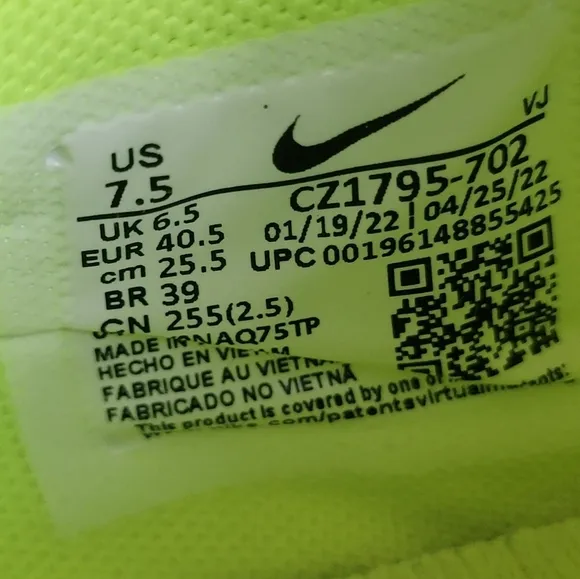 VJ
US
7.5
CZ1795-702
UK 6.5
01/19/22 | 04/25/22
EUR 40.5
UPC 00196148855425
cm 25.5
BR 39
CN 255(2.5)
MADE
HECHO EN
FABRIQUE AU VIETNA
FABRICADO NO VIETNA
This product is covered by one or